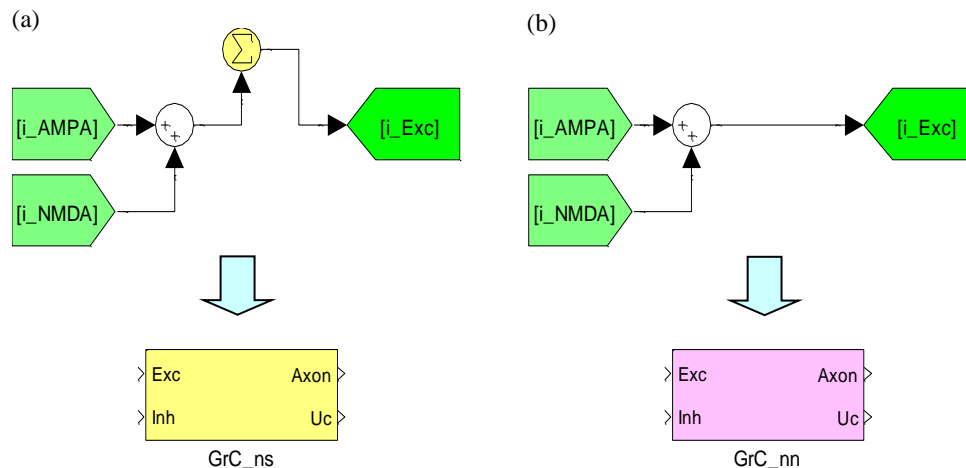 (a)
Σ
[i_AMPA]
+
+
[i_Exc]
[i_NMDA]
Exc
Axon
Inh
Uc
GrC_ns
(b)
[i_AMPA]
+
+
[i_Exc]
[i_NMDA]
Exc
Axon
Inh
Uc
GrC_nn